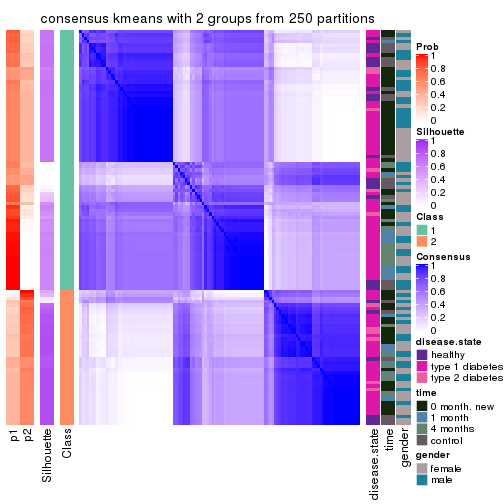 consensus kmeans with 2 groups from 250 partitions
Prob
1
0.8
0.6
0.4
0.2
0
Silhouette
1
0.8
0.6
0.4
0.2
0
Class
1
2
Consensus
1
0.8
0.6
0.4
0.2
0
disease.state
healthy
type 1 diabetes
type 2 diabetes
time
0 month. new
1 month
4 months
control
gender
female
male
p1
p2
Silhouette
Class
disease.state
time
gender